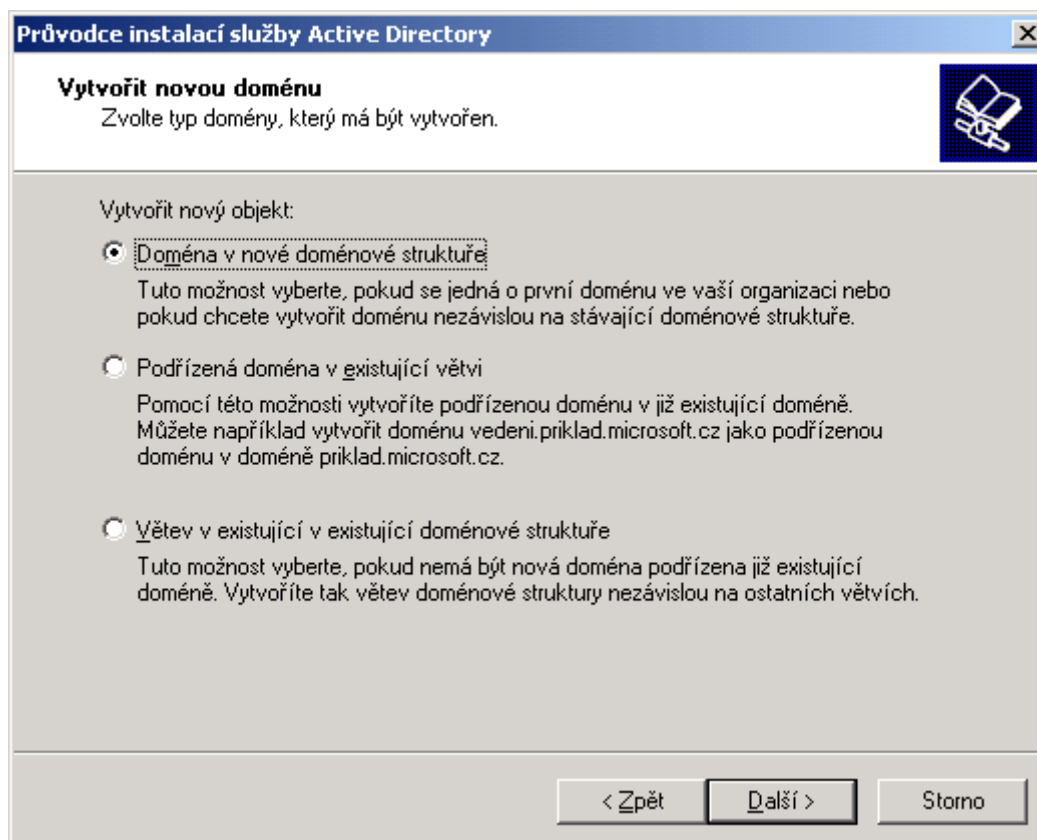 Průvodce instalací služby Active Directory
Vytvořit novou doménu
Zvolte typ domény, který má být vytvořen.
Vytvořit nový objekt:
Doména v nové doménové struktuře
Tuto možnost vyberte, pokud se jedná o první doménu ve vaší organizaci nebo
pokud chcete vytvořit doménu nezávislou na stávající doménové struktuře.
Podřízená doména v existující větvi
Pomocí této možnosti vytvoříte podřízenou doménu v již existující doméně.
Můžete například vytvořit doménu vedeni.priklad.microsoft.cz jako podřízenou
doménu v doméně priklad.microsoft.cz.
Větev v existující v existující doménové struktuře
Tuto možnost vyberte, pokud nemá být nová doména podřízena již existující
doméně. Vytvoříte tak větev doménové struktury nezávislou na ostatních větvích.
< Zpět Další > Storno